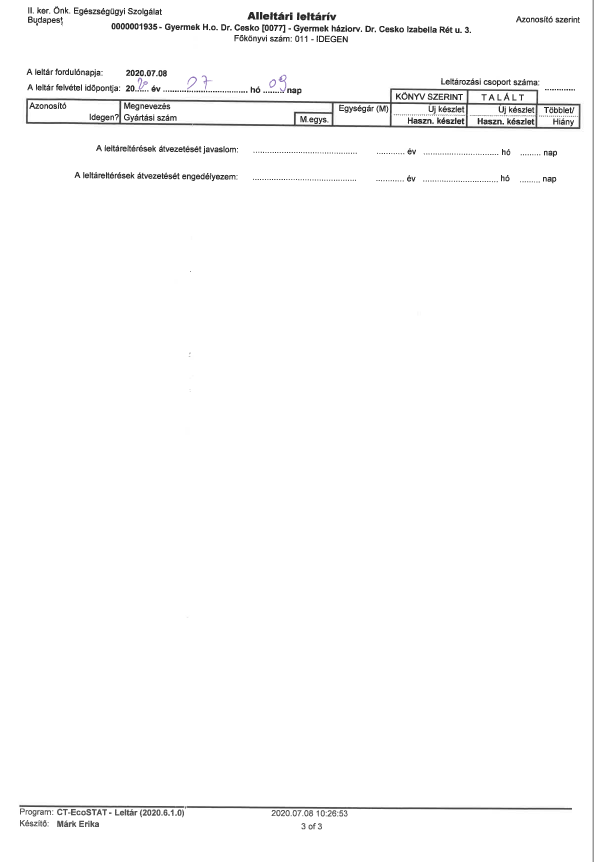 II. ker. Önk. Egészségügyi Szolgálat
Budapest
Alleltári leltárív
Azonosító szerint
0000001935 - Gyermek H.o. Dr. Cesko [0077] - Gyermek háziorv. Dr. Cesko Izabella Rét u. 3.
Főkönyvi szám: 011 - IDEGEN
A leltár fordulónapja: 2020.07.08
Leltározási csoport száma: ............
A leltár felvétel időpontja: 2020 év 07 hó 09 nap
KÖNYV SZERINT TALÁLT
Azonosító Megnevezés Egységár (M) Új készlet Új készlet Többlet/
Idegen? Gyártási szám M.egys. Haszn. készlet Haszn. készlet Hiány
A leltáreltérések átvezetését javaslom: ........................................ ........... év ............................. hó ........ nap
A leltáreltérések átvezetését engedélyezem: ........................................ ........... év ............................. hó ........ nap
Program: CT-EcoSTAT - Leltár (2020.6.1.0) 2020.07.08 10:26:53
Készítő: Márk Erika 3 of 3